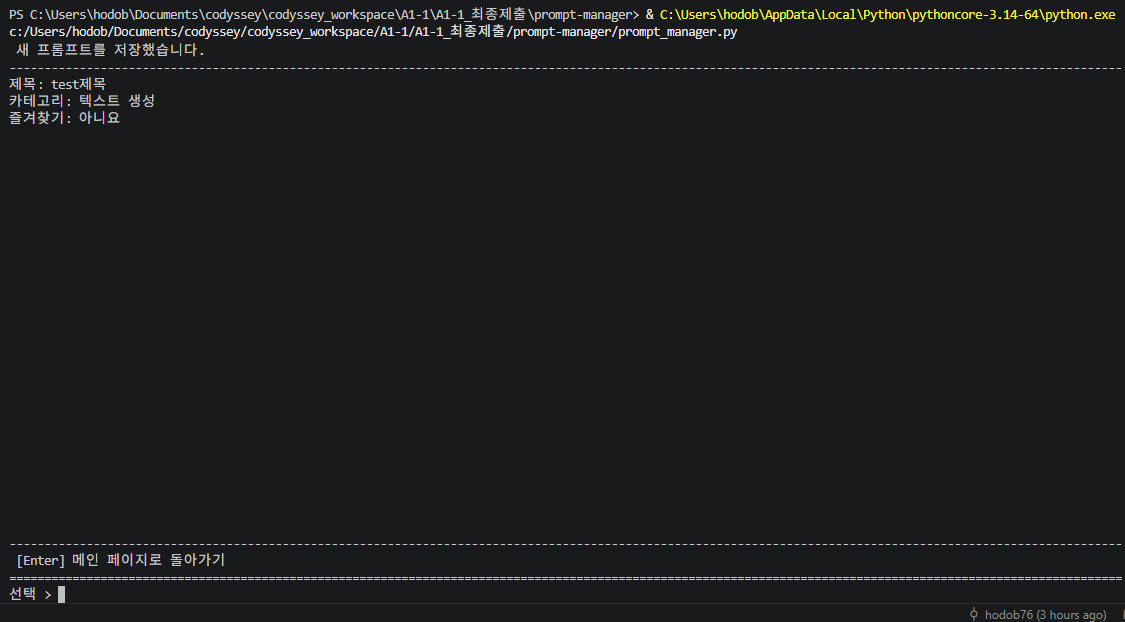 PS C:\Users\hodob\Documents\codyssey\codyssey_workspace\A1-1\A1-1_최종제출\prompt-manager> & C:\Users\hodob\AppData\Local\Python\pythoncore-3.14-64\python.exe
c:/Users/hodob/Documents/codyssey/codyssey_workspace/A1-1/A1-1_최종제출/prompt-manager/prompt_manager.py
새 프롬프트를 저장했습니다.
제목: test제목
카테고리: 텍스트 생성
즐겨찾기: 아니요
[Enter] 메인 페이지로 돌아가기
선택 >
hodob76 (3 hours ago)